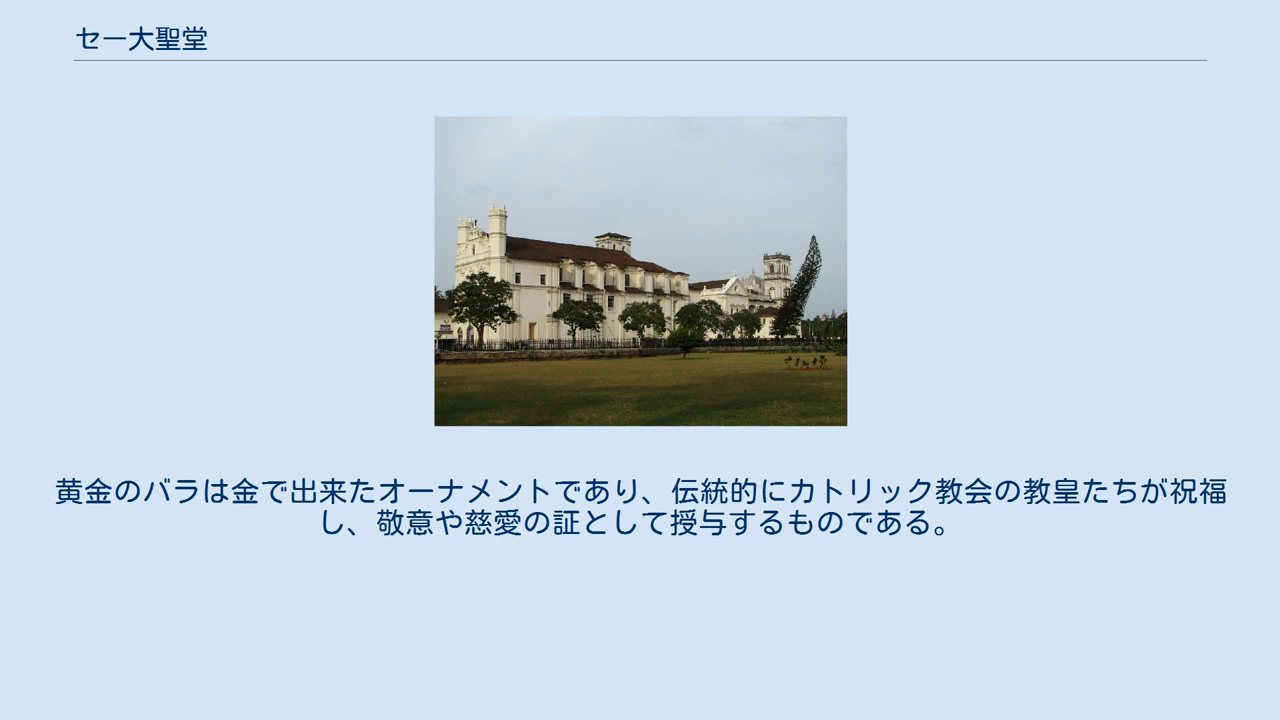 セー大聖堂
黄金のバラは金で出来たオーナメントであり、伝統的にカトリック教会の教皇たちが祝福
し、敬意や慈愛の証として授与するものである。